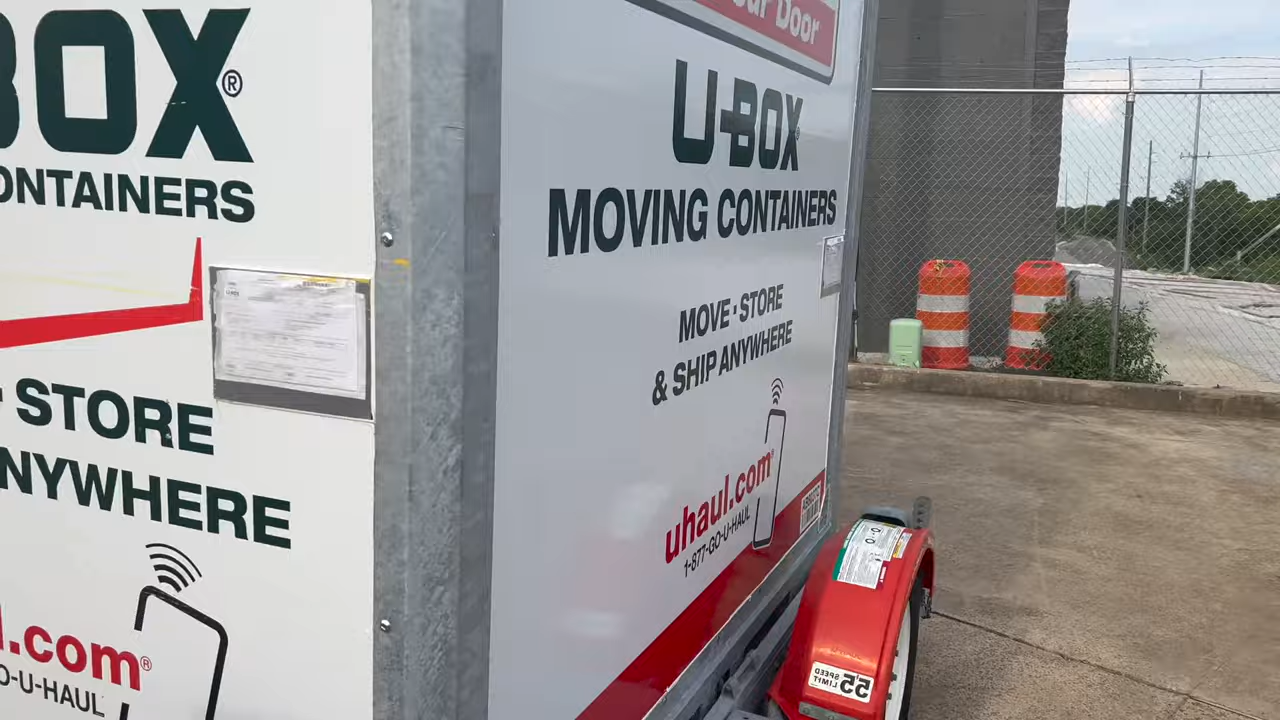 BOX®
ONTAINERS
STORE
NYWHERE
.com®
O-U-HAUL
ur Door
U-BOX
MOVING CONTAINERS
MOVE · STORE
& SHIP ANYWHERE
uhaul.com®
1-877-GO-U-HAUL
55 SPEED LIMIT